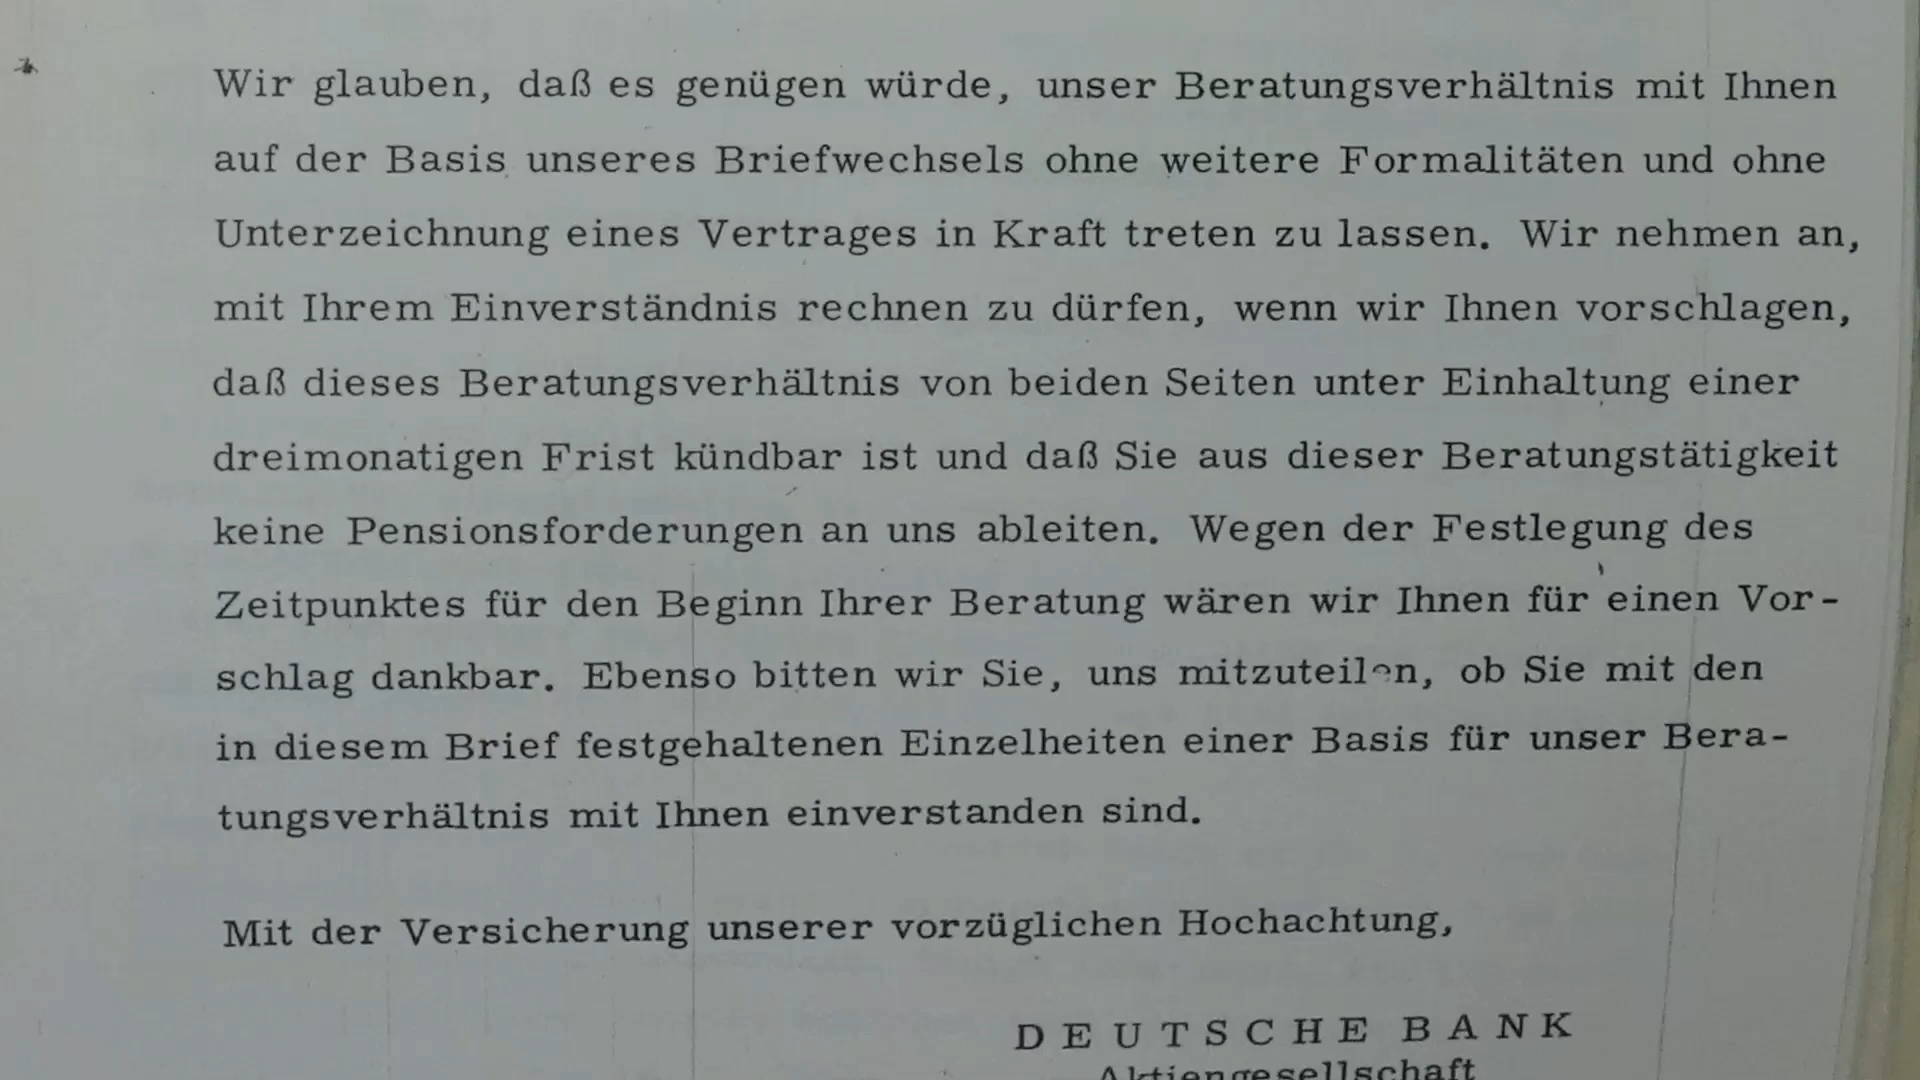 Wir glauben, daß es genügen würde, unser Beratungsverhältnis mit Ihnen
auf der Basis unseres Briefwechsels ohne weitere Formalitäten und ohne
Unterzeichnung eines Vertrages in Kraft treten zu lassen. Wir nehmen an,
mit Ihrem Einverständnis rechnen zu dürfen, wenn wir Ihnen vorschlagen,
daß dieses Beratungsverhältnis von beiden Seiten unter Einhaltung einer
dreimonatigen Frist kündbar ist und daß Sie aus dieser Beratungstätigkeit
keine Pensionsforderungen an uns ableiten. Wegen der Festlegung des
Zeitpunktes für den Beginn Ihrer Beratung wären wir Ihnen für einen Vor-
schlag dankbar. Ebenso bitten wir Sie, uns mitzuteilen, ob Sie mit den
in diesem Brief festgehaltenen Einzelheiten einer Basis für unser Bera-
tungsverhältnis mit Ihnen einverstanden sind.
Mit der Versicherung unserer vorzüglichen Hochachtung,
DEUTSCHE BANK
Aktiengesellschaft